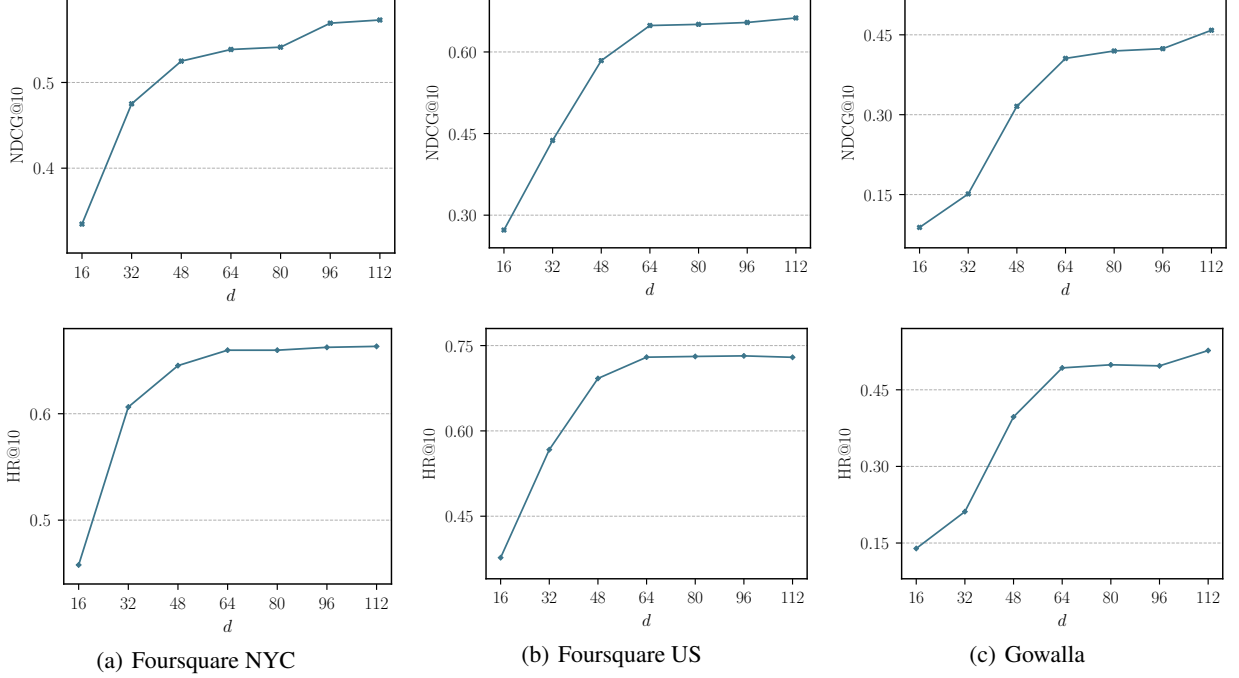 NDCG@10
0.5
0.4
16 32 48 64 80 96 112
d
NDCG@10
0.60
0.45
0.30
16 32 48 64 80 96 112
d
NDCG@10
0.45
0.30
0.15
16 32 48 64 80 96 112
d
HR@10
0.6
0.5
16 32 48 64 80 96 112
d
(a) Foursquare NYC
HR@10
0.75
0.60
0.45
16 32 48 64 80 96 112
d
(b) Foursquare US
HR@10
0.45
0.30
0.15
16 32 48 64 80 96 112
d
(c) Gowalla